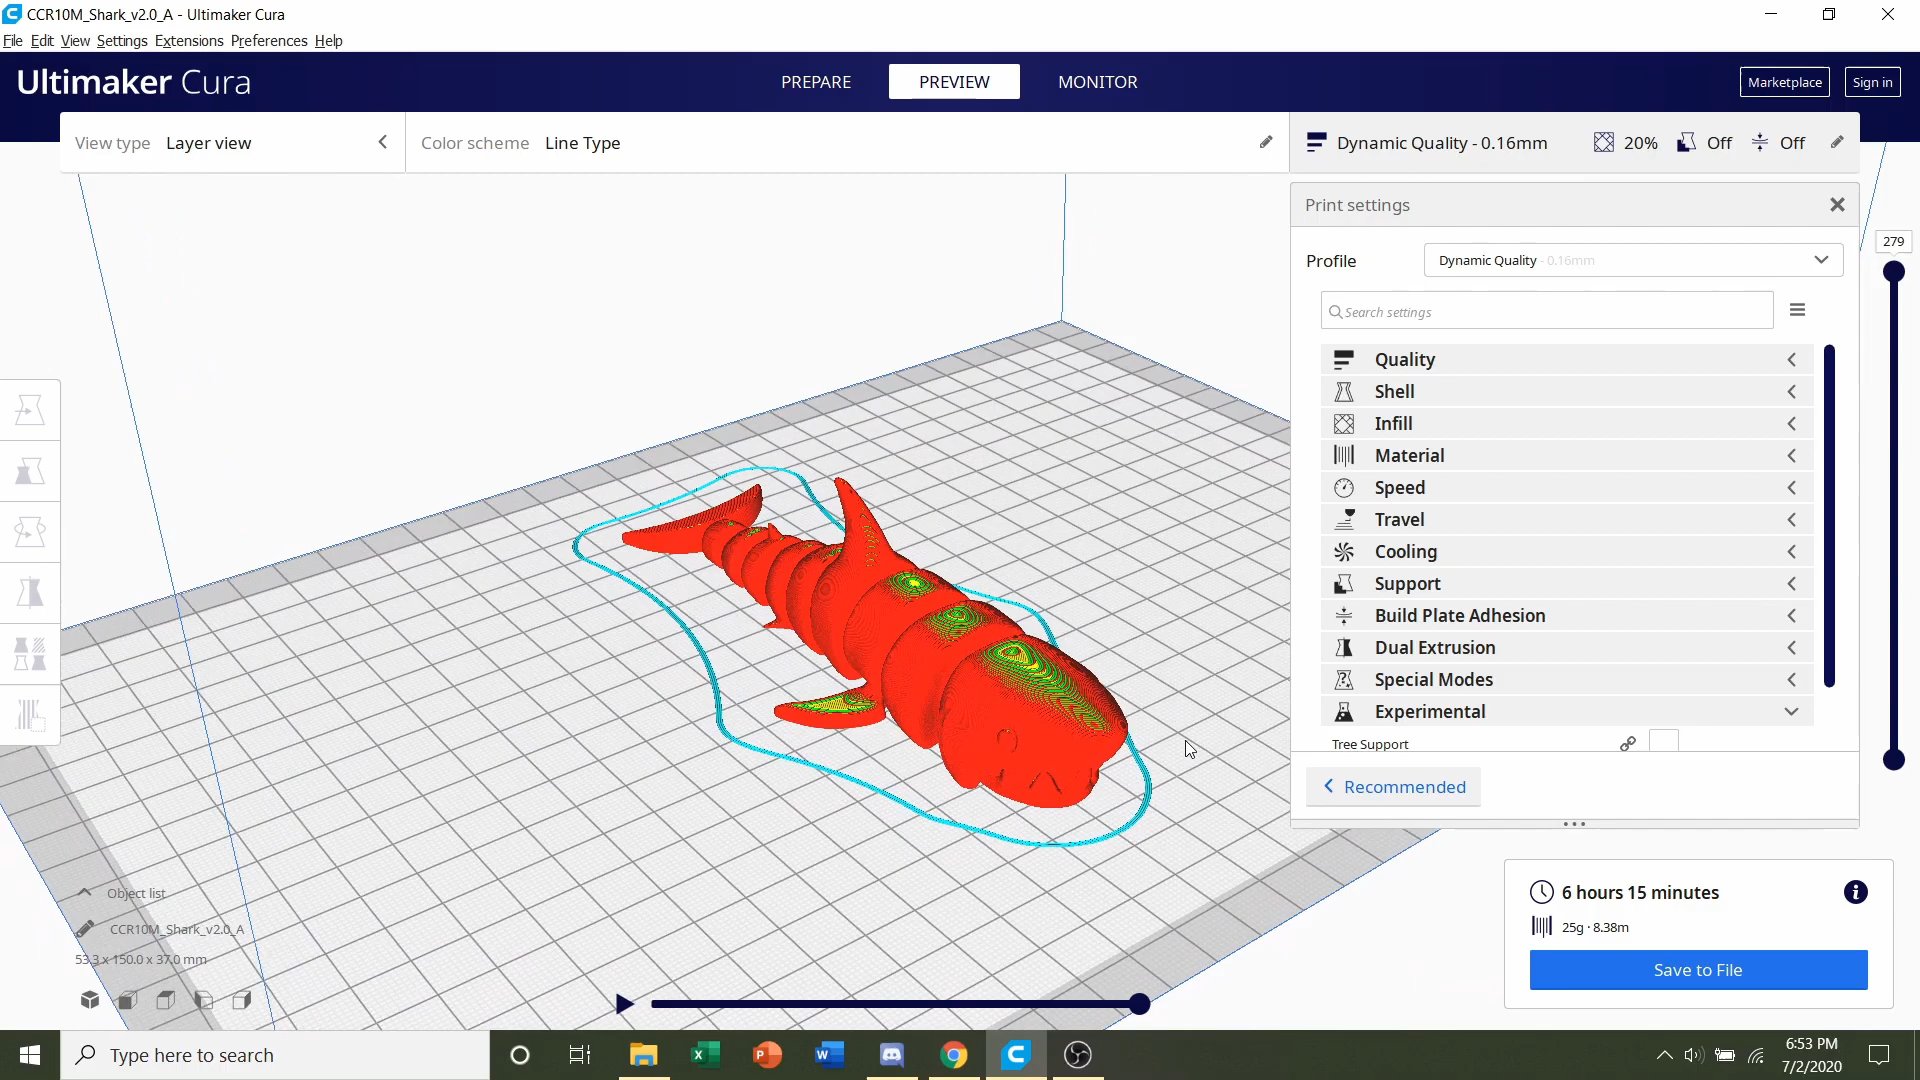 CCR10M_Shark_v2.0_A - Ultimaker Cura
File Edit View Settings Extensions Preferences Help
Ultimaker Cura
PREPARE
PREVIEW
MONITOR
Marketplace
Sign in
View type Layer view
Color scheme Line Type
Dynamic Quality - 0.16mm
20%
Off
Off
Print settings
279
Profile
Dynamic Quality - 0.16mm
Search settings
Quality
Shell
Infill
Material
Speed
Travel
Cooling
Support
Build Plate Adhesion
Dual Extrusion
Special Modes
Experimental
Tree Support
Recommended
Object list
CCR10M_Shark_v2.0_A
53.3 x 150.0 x 37.0 mm
6 hours 15 minutes
25g · 8.38m
Save to File
Type here to search
6:53 PM
7/2/2020